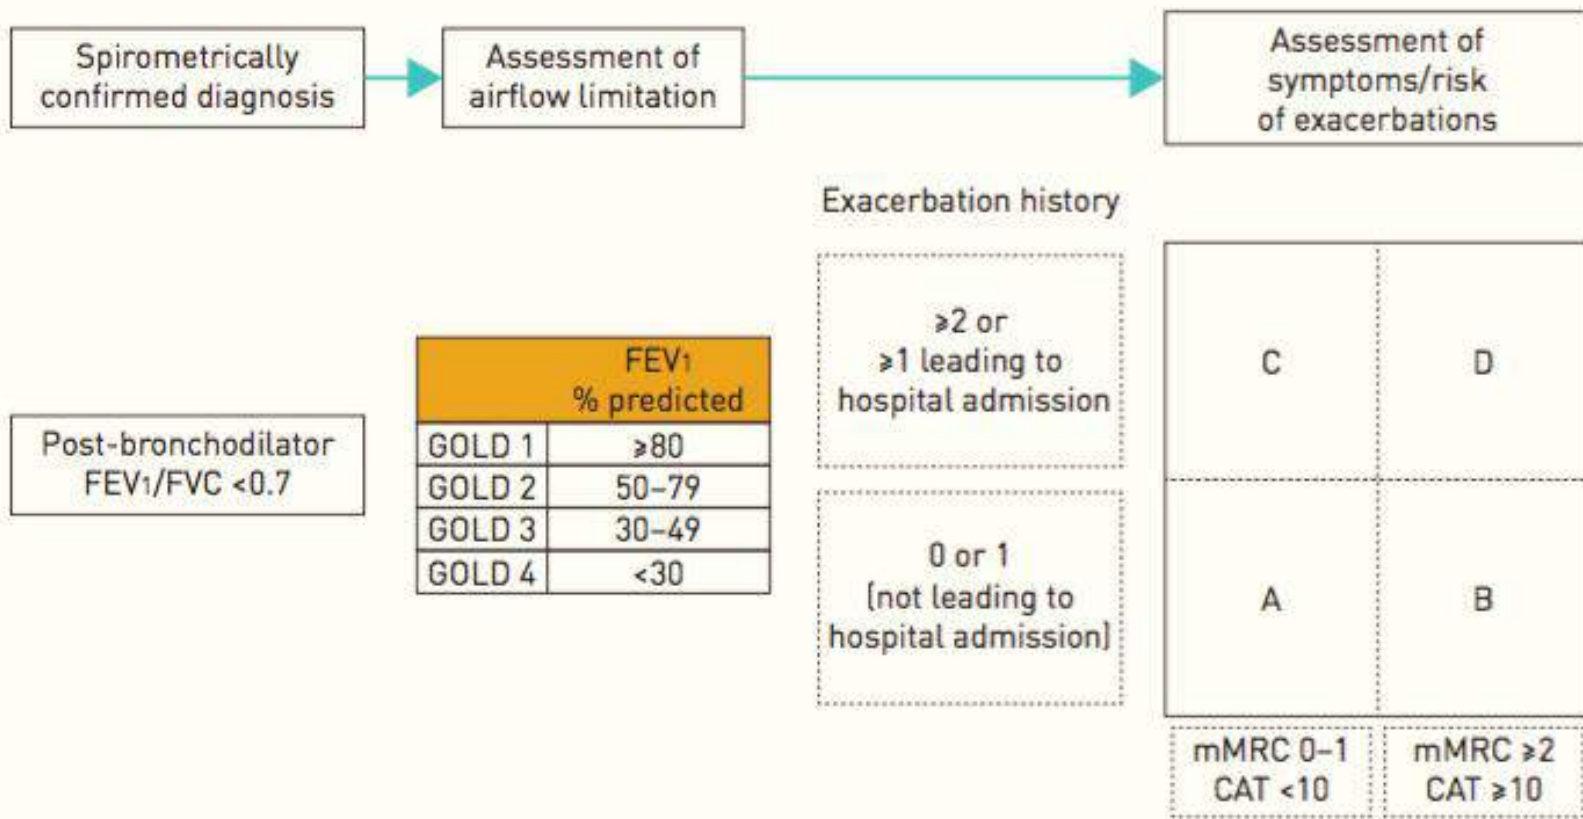 Spirometrically
confirmed diagnosis
Assessment of
airflow limitation
Assessment of
symptoms/risk
of exacerbations
Exacerbation history
≥2 or
≥1 leading to
hospital admission
C
D
FEV1
% predicted
GOLD 1 ≥80
GOLD 2 50–79
GOLD 3 30–49
GOLD 4 <30
Post-bronchodilator
FEV1/FVC <0.7
0 or 1
(not leading to
hospital admission)
A
B
mMRC 0–1
CAT <10
mMRC ≥2
CAT ≥10